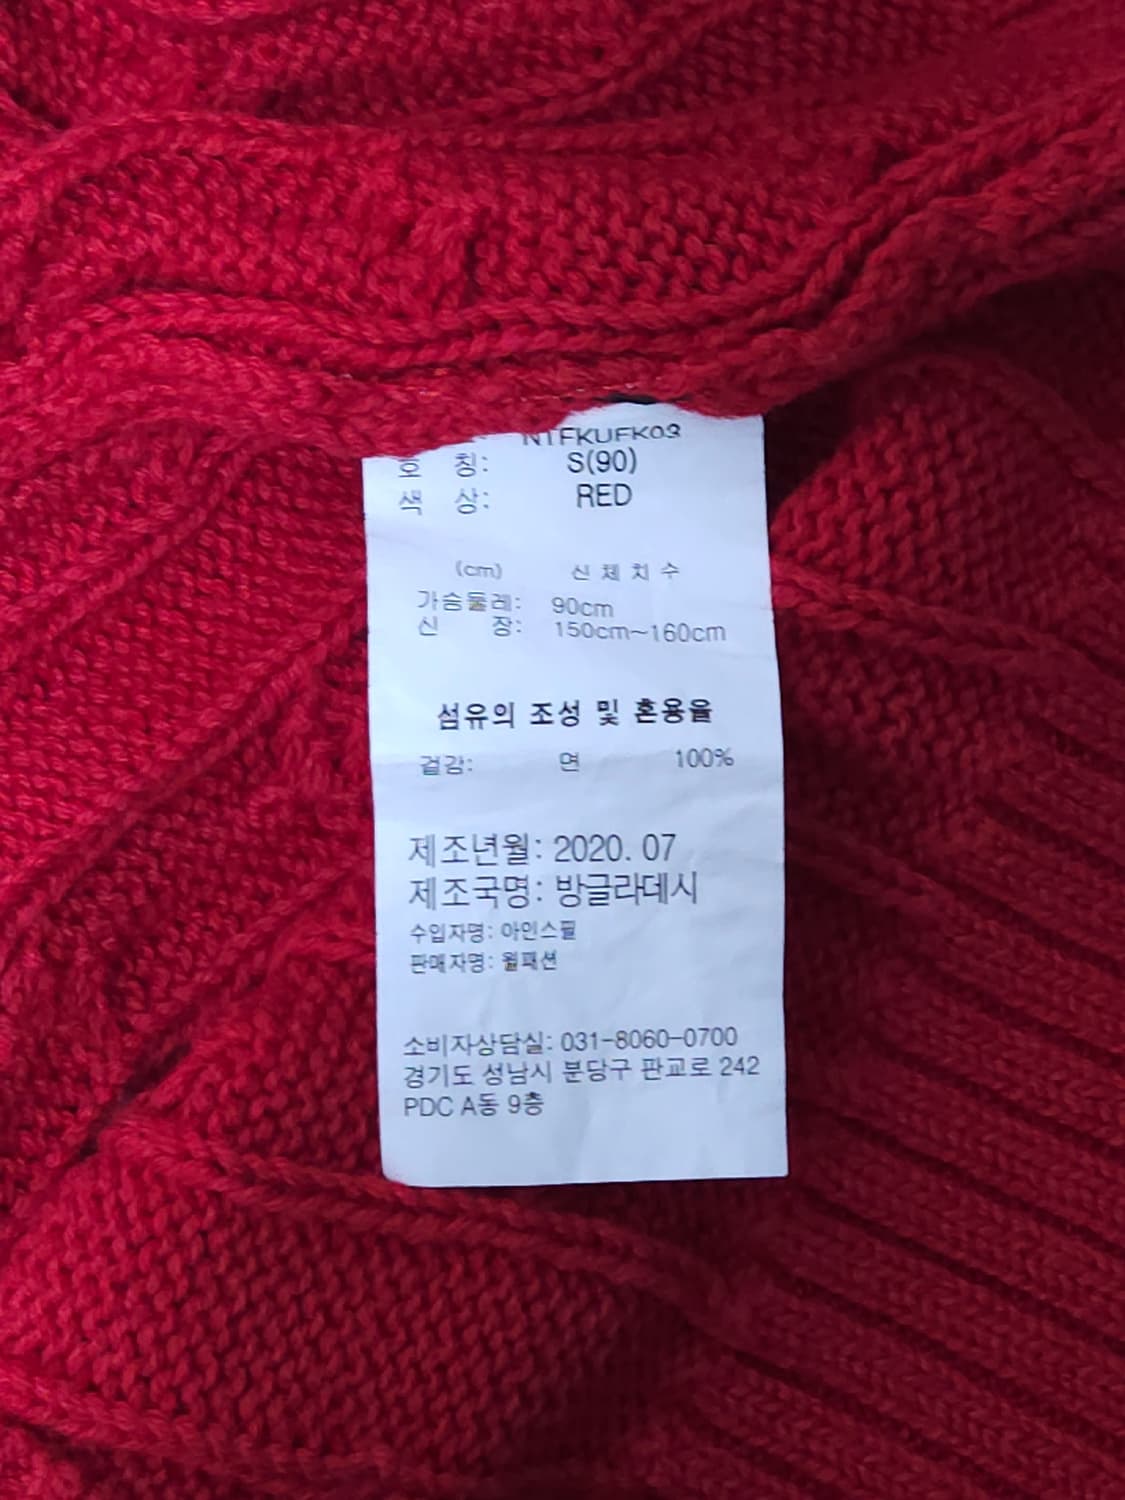 NTFKUFK03
호 칭: S(90)
색 상: RED
(cm) 신 체 치 수
가슴둘레: 90cm
신 장: 150cm~160cm
섬유의 조성 및 혼용율
겉감: 면 100%
제조년월: 2020. 07
제조국명: 방글라데시
수입자명: 아인스필
판매자명: 월패션
소비자상담실: 031-8060-0700
경기도 성남시 분당구 판교로 242
PDC A동 9층